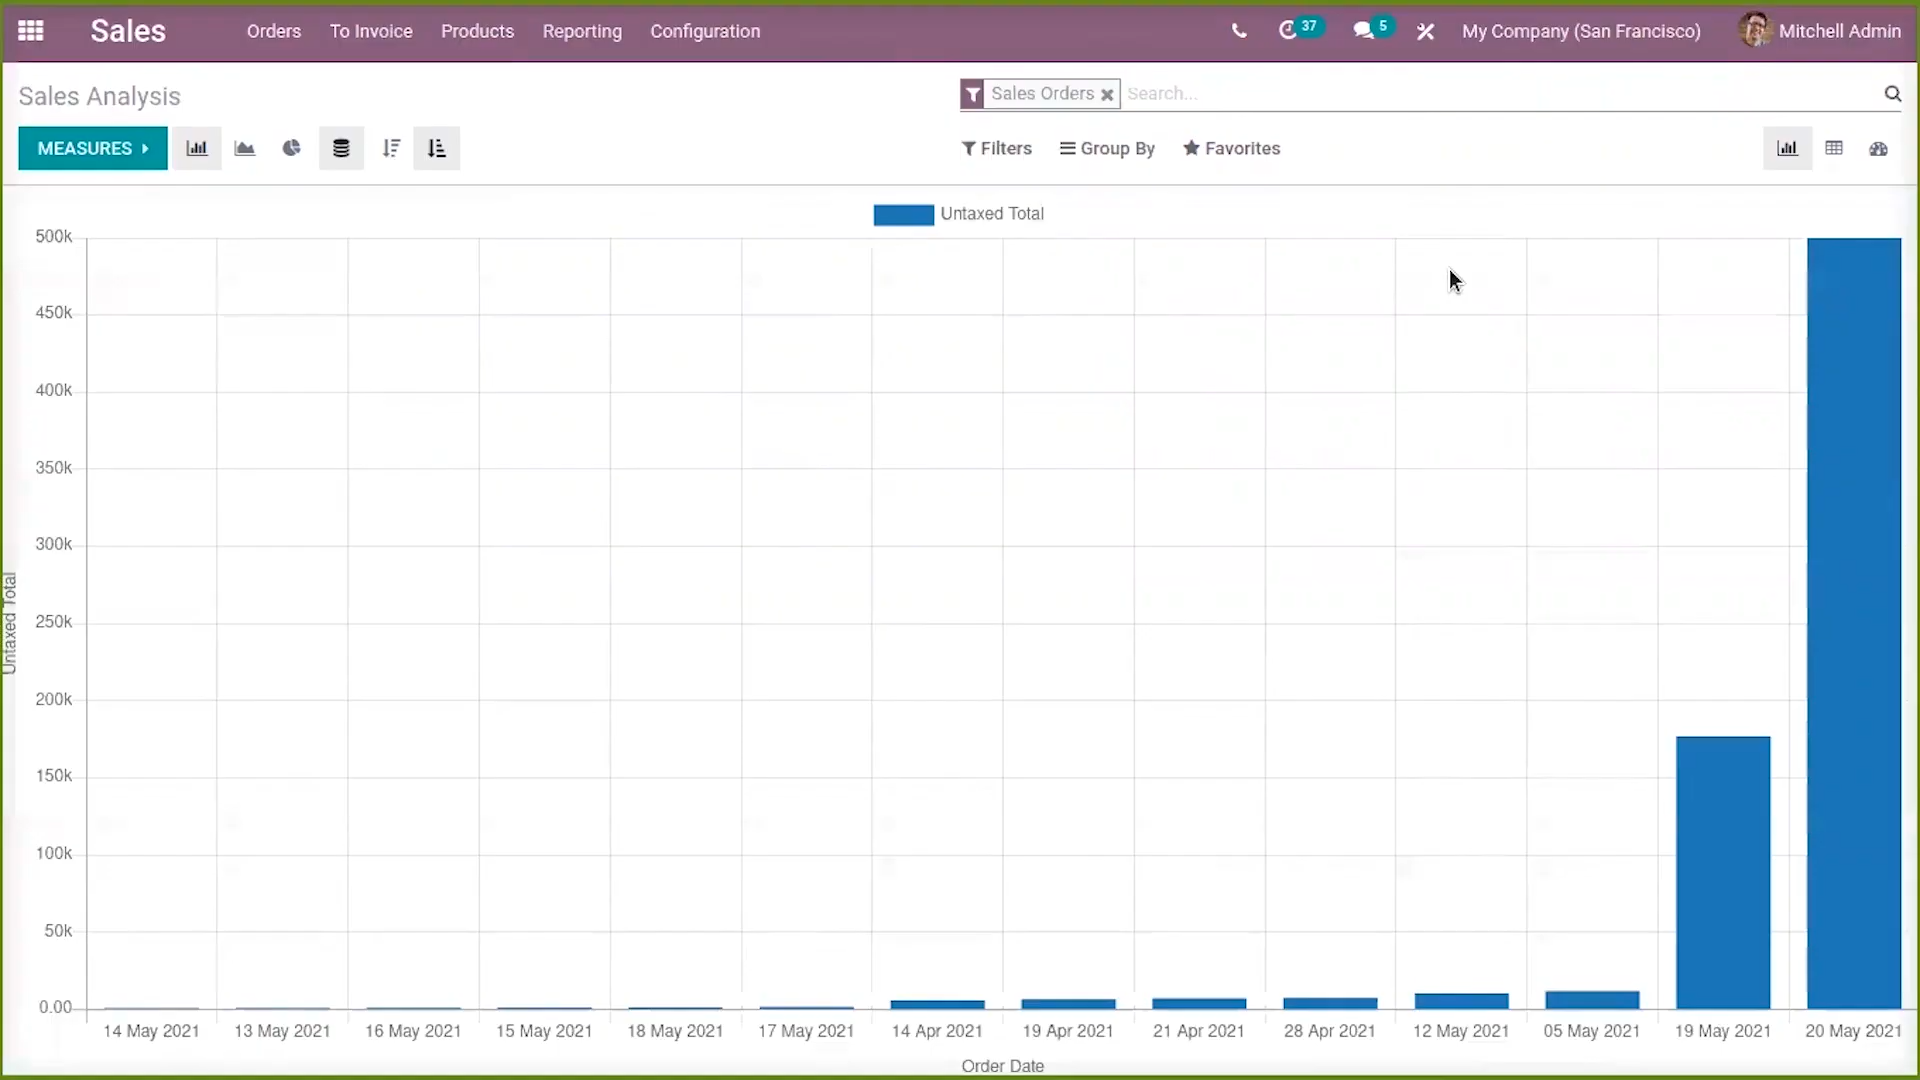 Sales Orders To Invoice Products Reporting Configuration 37 5 My Company (San Francisco) Mitchell Admin
Sales Analysis
Sales Orders Search...
MEASURES
Filters Group By Favorites
Untaxed Total
500k
450k
400k
350k
300k
250k
200k
150k
100k
50k
0.00
Untaxed Total
14 May 2021 13 May 2021 16 May 2021 15 May 2021 18 May 2021 17 May 2021 14 Apr 2021 19 Apr 2021 21 Apr 2021 28 Apr 2021 12 May 2021 05 May 2021 19 May 2021 20 May 2021
Order Date